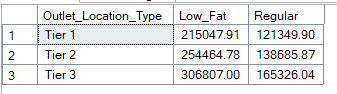 Outlet_Location_Type Low_Fat Regular
1 Tier 1 215047.91 121349.90
2 Tier 2 254464.78 138685.87
3 Tier 3 306807.00 165326.04